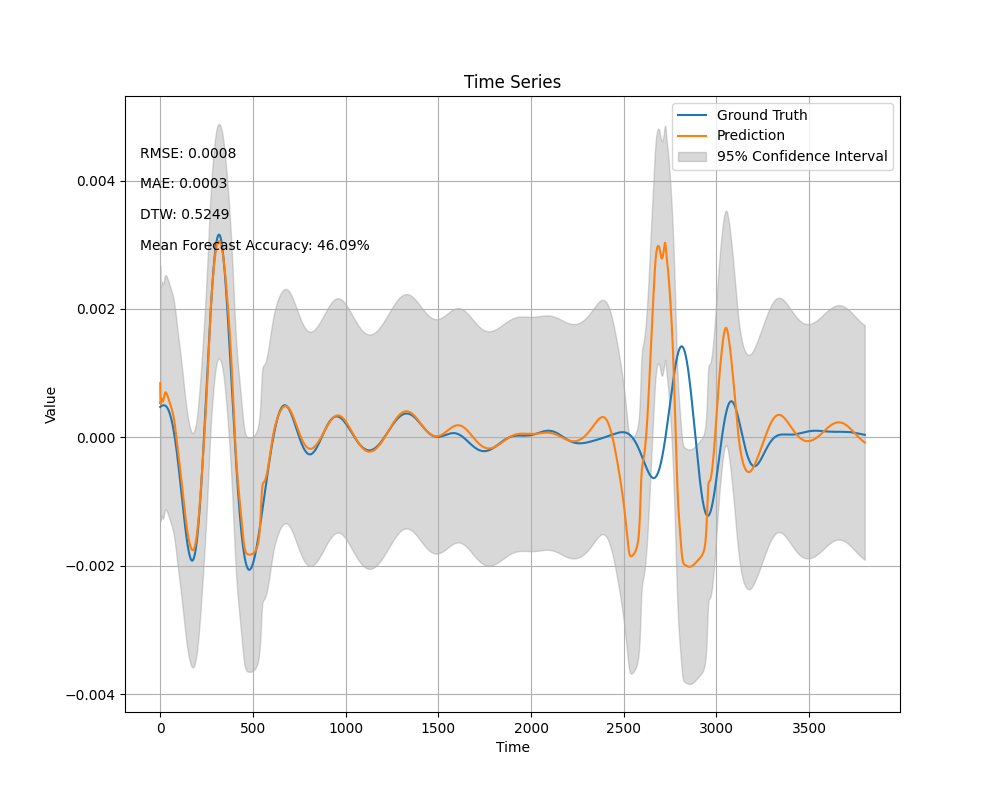 Time Series
Ground Truth
Prediction
95% Confidence Interval
RMSE: 0.0008
MAE: 0.0003
DTW: 0.5249
Mean Forecast Accuracy: 46.09%
0.004
0.002
0.000
−0.002
−0.004
Value
0 500 1000 1500 2000 2500 3000 3500
Time